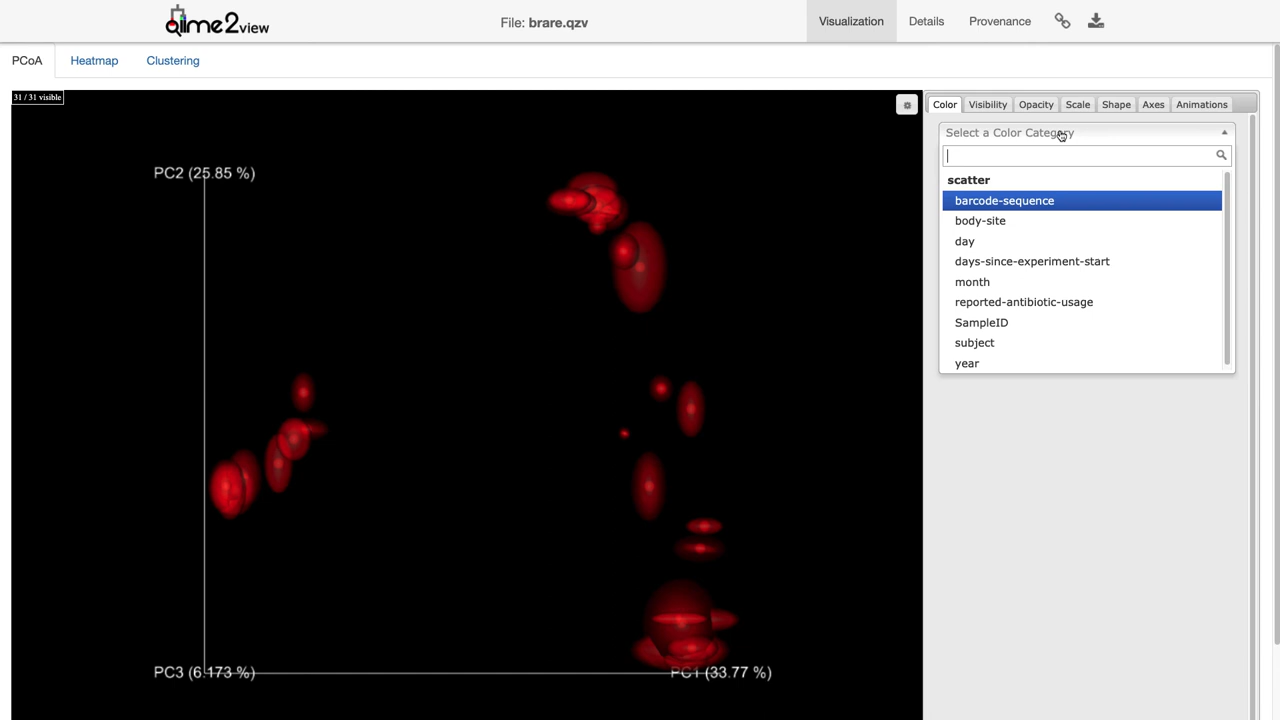 qiime2view
File: brare.qzv
Visualization
Details
Provenance
PCoA
Heatmap
Clustering
31 / 31 visible
Color
Visibility
Opacity
Scale
Shape
Axes
Animations
Select a Color Category
scatter
barcode-sequence
body-site
day
days-since-experiment-start
month
reported-antibiotic-usage
SampleID
subject
year
PC2 (25.85 %)
PC3 (6.173 %)
PC1 (33.77 %)